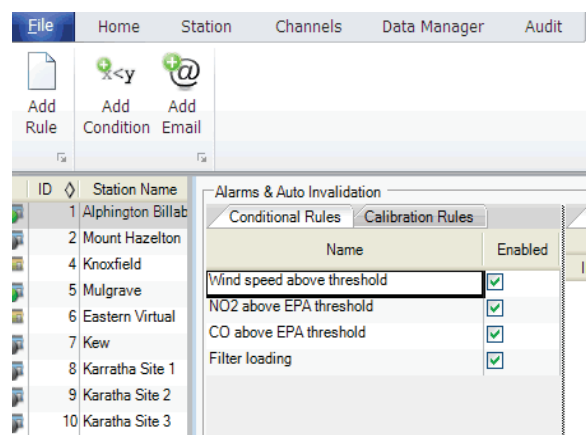 File Home Station Channels Data Manager Audit
x<y @
Add Add Add
Rule Condition Email
ID Station Name
Alarms & Auto Invalidation
Conditional Rules Calibration Rules
Name Enabled
1 Alphington Billab
2 Mount Hazelton
4 Knoxfield
5 Mulgrave
6 Eastern Virtual
7 Kew
8 Karratha Site 1
9 Karatha Site 2
10 Karatha Site 3
Wind speed above threshold
NO2 above EPA threshold
CO above EPA threshold
Filter loading